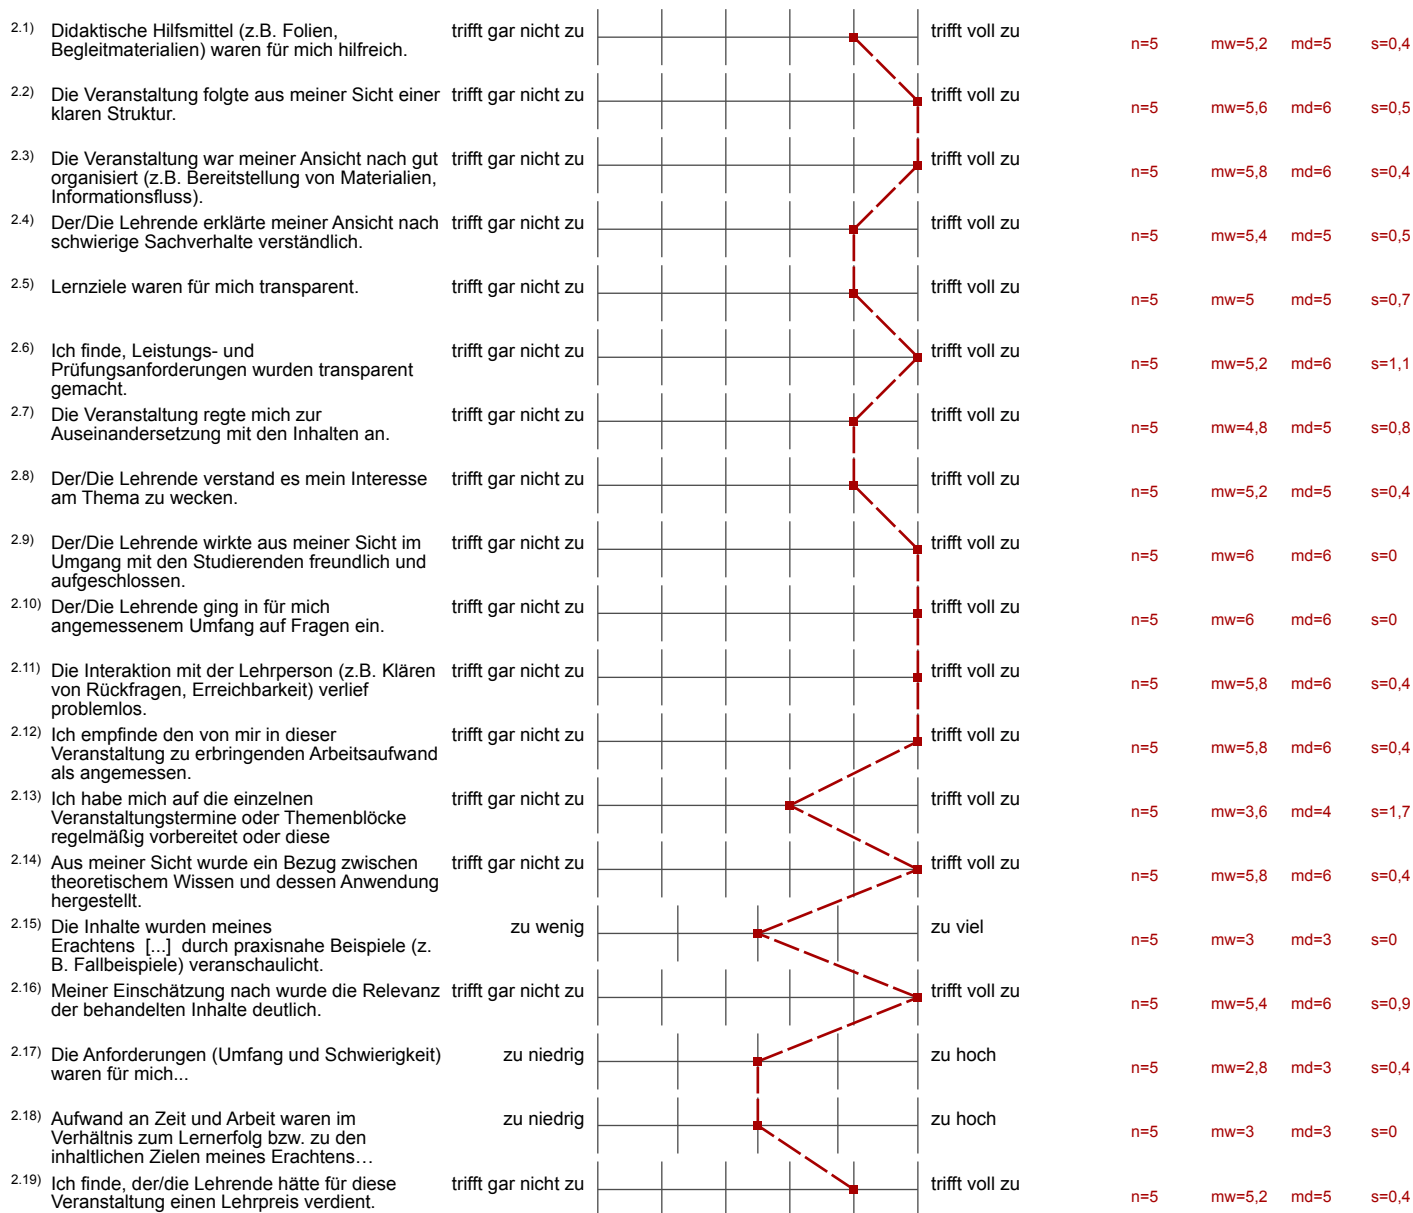 2.1) Didaktische Hilfsmittel (z.B. Folien, trifft gar nicht zu trifft voll zu
Begleitmaterialien) waren für mich hilfreich. n=5 mw=5,2 md=5 s=0,4
2.2) Die Veranstaltung folgte aus meiner Sicht einer trifft gar nicht zu trifft voll zu
klaren Struktur. n=5 mw=5,6 md=6 s=0,5
2.3) Die Veranstaltung war meiner Ansicht nach gut trifft gar nicht zu trifft voll zu
organisiert (z.B. Bereitstellung von Materialien, n=5 mw=5,8 md=6 s=0,4
Informationsfluss).
2.4) Der/Die Lehrende erklärte meiner Ansicht nach trifft gar nicht zu trifft voll zu
schwierige Sachverhalte verständlich. n=5 mw=5,4 md=5 s=0,5
2.5) Lernziele waren für mich transparent. trifft gar nicht zu trifft voll zu
n=5 mw=5 md=5 s=0,7
2.6) Ich finde, Leistungs- und trifft gar nicht zu trifft voll zu
Prüfungsanforderungen wurden transparent n=5 mw=5,2 md=6 s=1,1
gemacht.
2.7) Die Veranstaltung regte mich zur trifft gar nicht zu trifft voll zu
Auseinandersetzung mit den Inhalten an. n=5 mw=4,8 md=5 s=0,8
2.8) Der/Die Lehrende verstand es mein Interesse trifft gar nicht zu trifft voll zu
am Thema zu wecken. n=5 mw=5,2 md=5 s=0,4
2.9) Der/Die Lehrende wirkte aus meiner Sicht im trifft gar nicht zu trifft voll zu
Umgang mit den Studierenden freundlich und n=5 mw=6 md=6 s=0
aufgeschlossen.
2.10) Der/Die Lehrende ging in für mich trifft gar nicht zu trifft voll zu
angemessenem Umfang auf Fragen ein. n=5 mw=6 md=6 s=0
2.11) Die Interaktion mit der Lehrperson (z.B. Klären trifft gar nicht zu trifft voll zu
von Rückfragen, Erreichbarkeit) verlief n=5 mw=5,8 md=6 s=0,4
problemlos.
2.12) Ich empfinde den von mir in dieser trifft gar nicht zu trifft voll zu
Veranstaltung zu erbringenden Arbeitsaufwand n=5 mw=5,8 md=6 s=0,4
als angemessen.
2.13) Ich habe mich auf die einzelnen trifft gar nicht zu trifft voll zu
Veranstaltungstermine oder Themenblöcke n=5 mw=3,6 md=4 s=1,7
regelmäßig vorbereitet oder diese
2.14) Aus meiner Sicht wurde ein Bezug zwischen trifft gar nicht zu trifft voll zu
theoretischem Wissen und dessen Anwendung n=5 mw=5,8 md=6 s=0,4
hergestellt.
2.15) Die Inhalte wurden meines zu wenig zu viel
Erachtens [...] durch praxisnahe Beispiele (z. n=5 mw=3 md=3 s=0
B. Fallbeispiele) veranschaulicht.
2.16) Meiner Einschätzung nach wurde die Relevanz trifft gar nicht zu trifft voll zu
der behandelten Inhalte deutlich. n=5 mw=5,4 md=6 s=0,9
2.17) Die Anforderungen (Umfang und Schwierigkeit) zu niedrig zu hoch
waren für mich... n=5 mw=2,8 md=3 s=0,4
2.18) Aufwand an Zeit und Arbeit waren im zu niedrig zu hoch
Verhältnis zum Lernerfolg bzw. zu den n=5 mw=3 md=3 s=0
inhaltlichen Zielen meines Erachtens…
2.19) Ich finde, der/die Lehrende hätte für diese trifft gar nicht zu trifft voll zu
Veranstaltung einen Lehrpreis verdient. n=5 mw=5,2 md=5 s=0,4